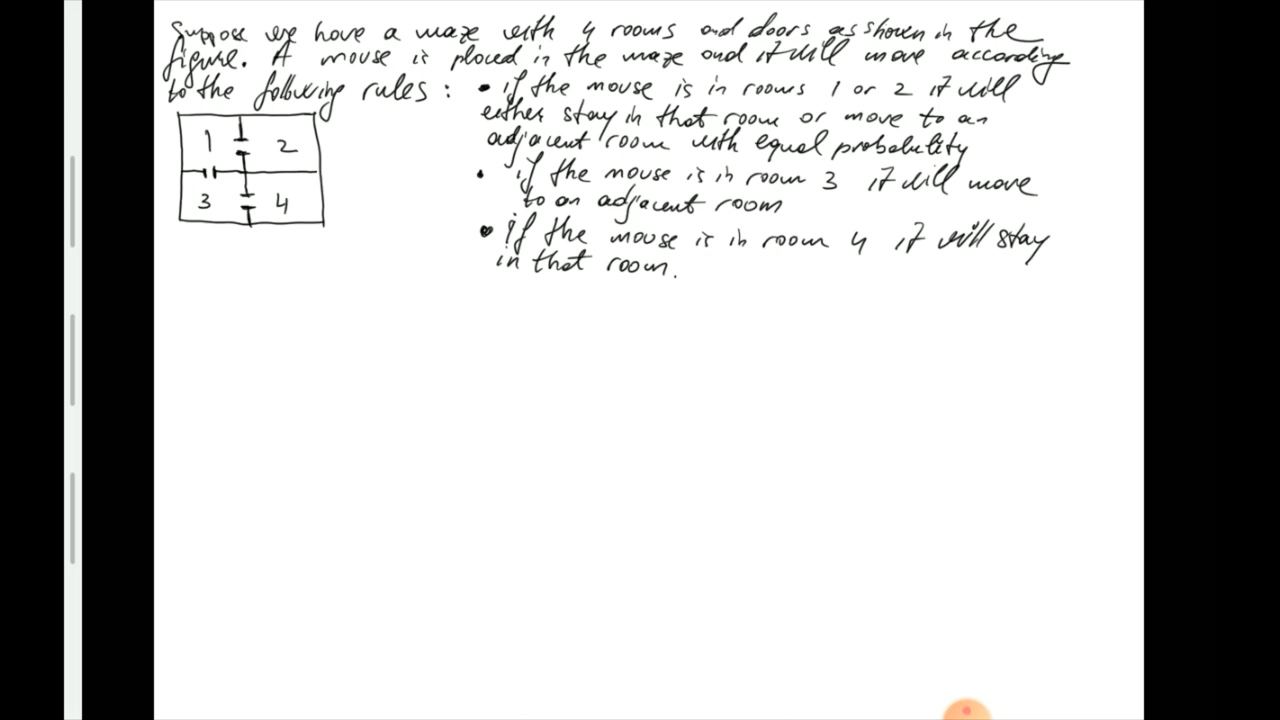 Suppose we have a maze with 4 rooms and doors as shown in the
figure. A mouse is placed in the maze and it will move according
to the following rules: • if the mouse is in rooms 1 or 2 it will
either stay in that room or move to an
adjacent room with equal probability
• if the mouse is in room 3 it will move
to an adjacent room
• if the mouse is in room 4 it will stay
in that room.
1 2
3 4